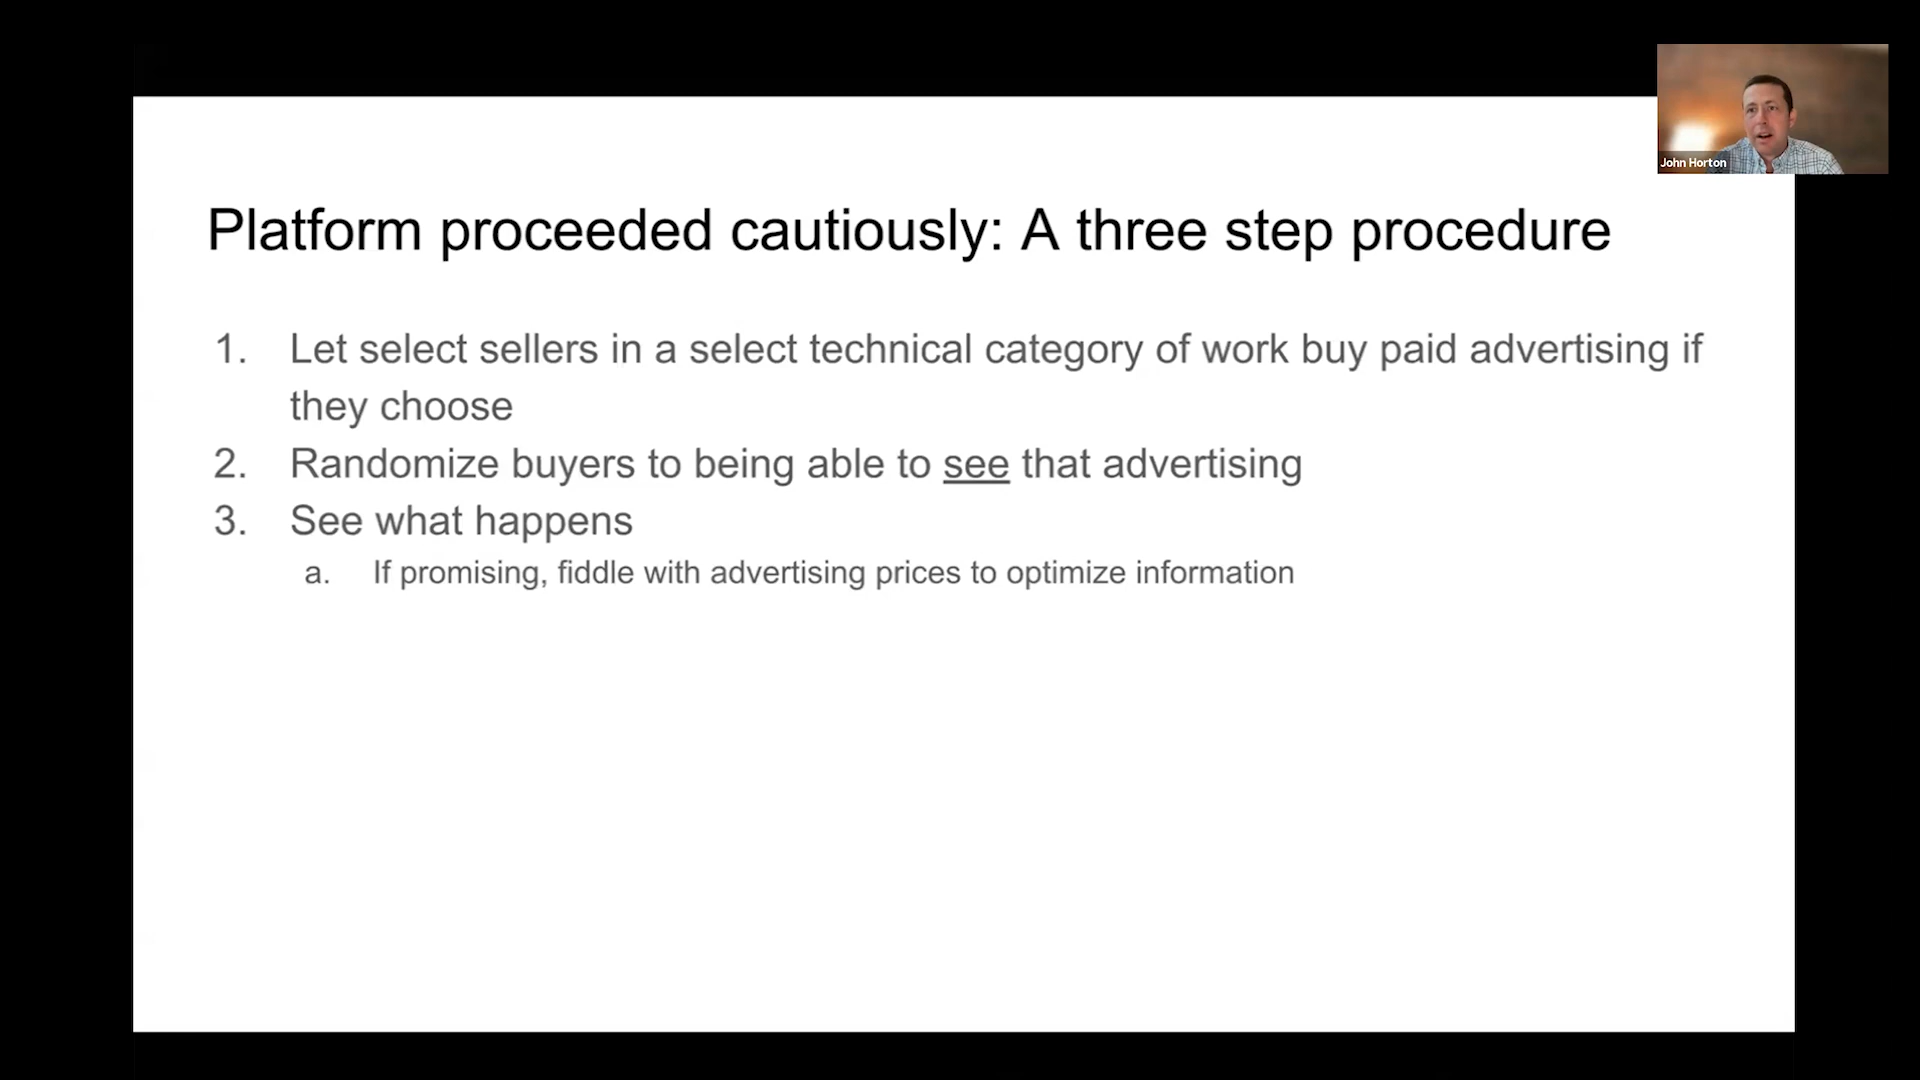 John Horton
Platform proceeded cautiously: A three step procedure
1. Let select sellers in a select technical category of work buy paid advertising if
they choose
2. Randomize buyers to being able to see that advertising
3. See what happens
a. If promising, fiddle with advertising prices to optimize information